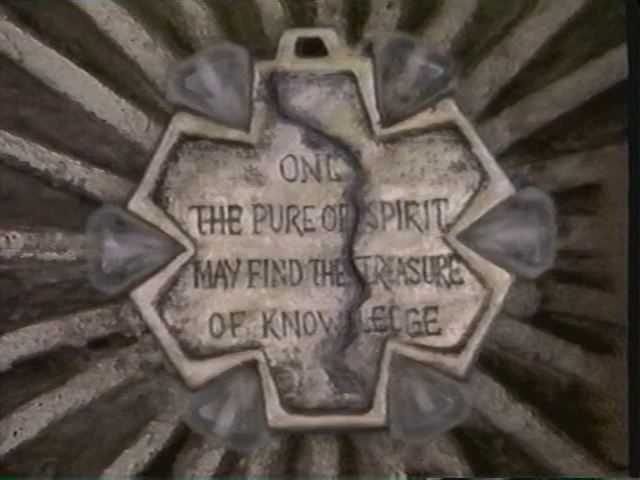 ONL
THE PURE OF SPIRIT
MAY FIND THE TREASURE
OF KNOWLEDGE